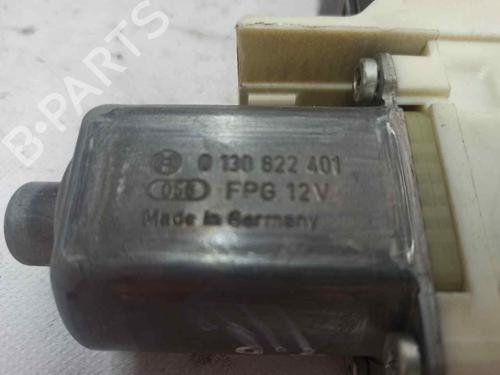 B-PARTS
0 130 822 401
FPG 12V
Made in Germany